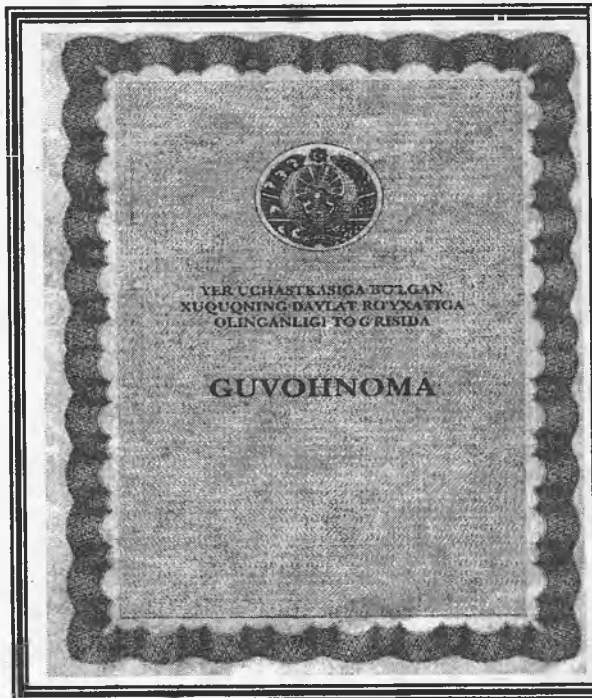 YER UCHASTKASIGA BO'LGAN
XUQUQNING DAVLAT RO'YXATIGA
OLINGANLIGI TO'G'RISIDA
GUVOHNOMA